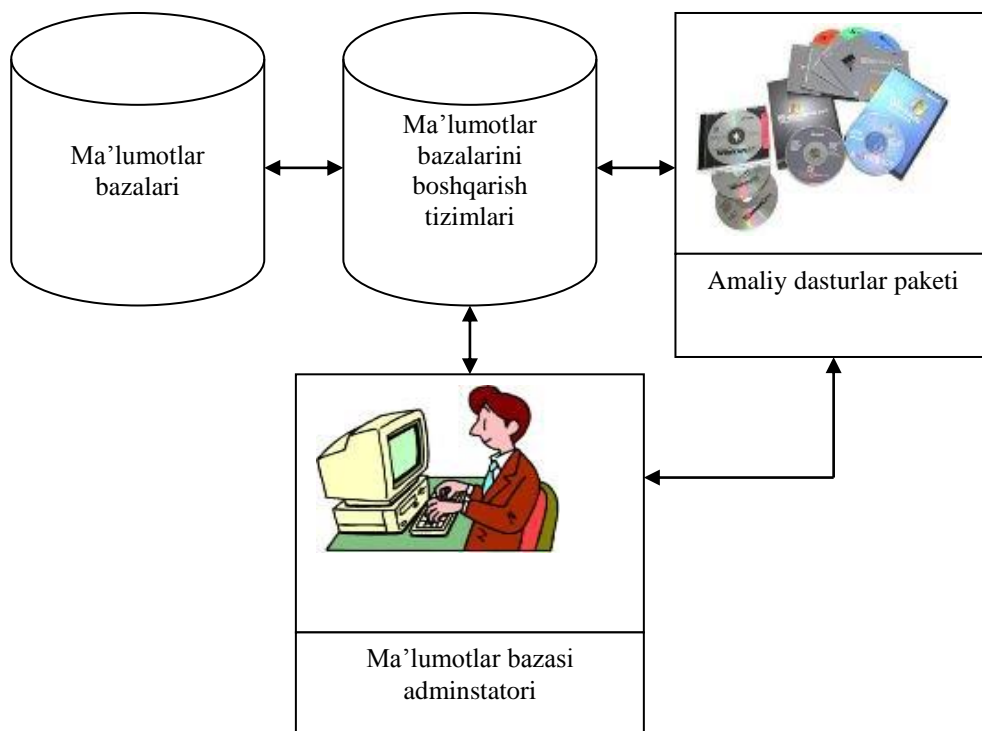 Ma’lumotlar
bazalari
Ma’lumotlar
bazalarini
boshqarish
tizimlari
Amaliy dasturlar paketi
Ma’lumotlar bazasi
adminstatori